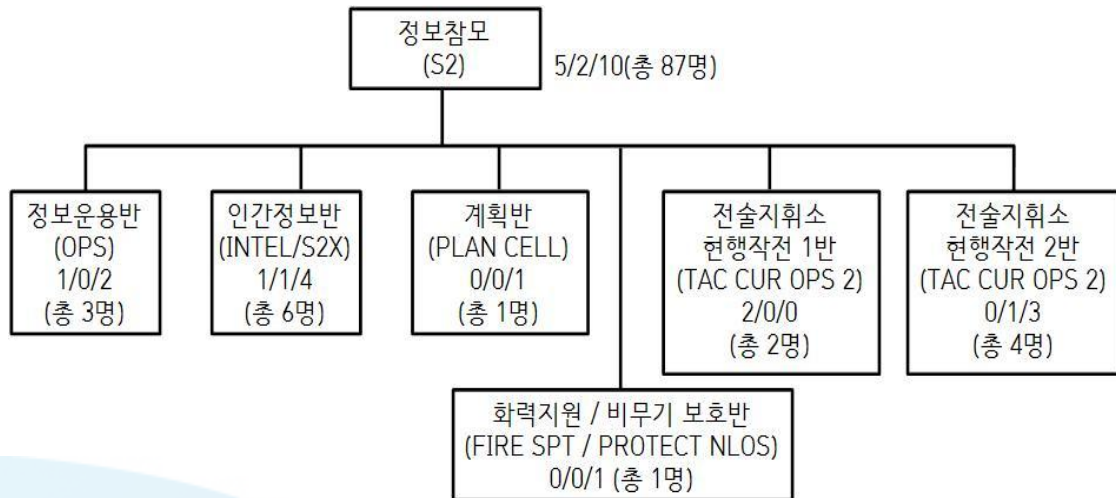 정보참모
(S2)
5/2/10(총 87명)
정보운용반
(OPS)
1/0/2
(총 3명)
인간정보반
(INTEL/S2X)
1/1/4
(총 6명)
계획반
(PLAN CELL)
0/0/1
(총 1명)
전술지휘소
현행작전 1반
(TAC CUR OPS 2)
2/0/0
(총 2명)
전술지휘소
현행작전 2반
(TAC CUR OPS 2)
0/1/3
(총 4명)
화력지원 / 비무기 보호반
(FIRE SPT / PROTECT NLOS)
0/0/1 (총 1명)